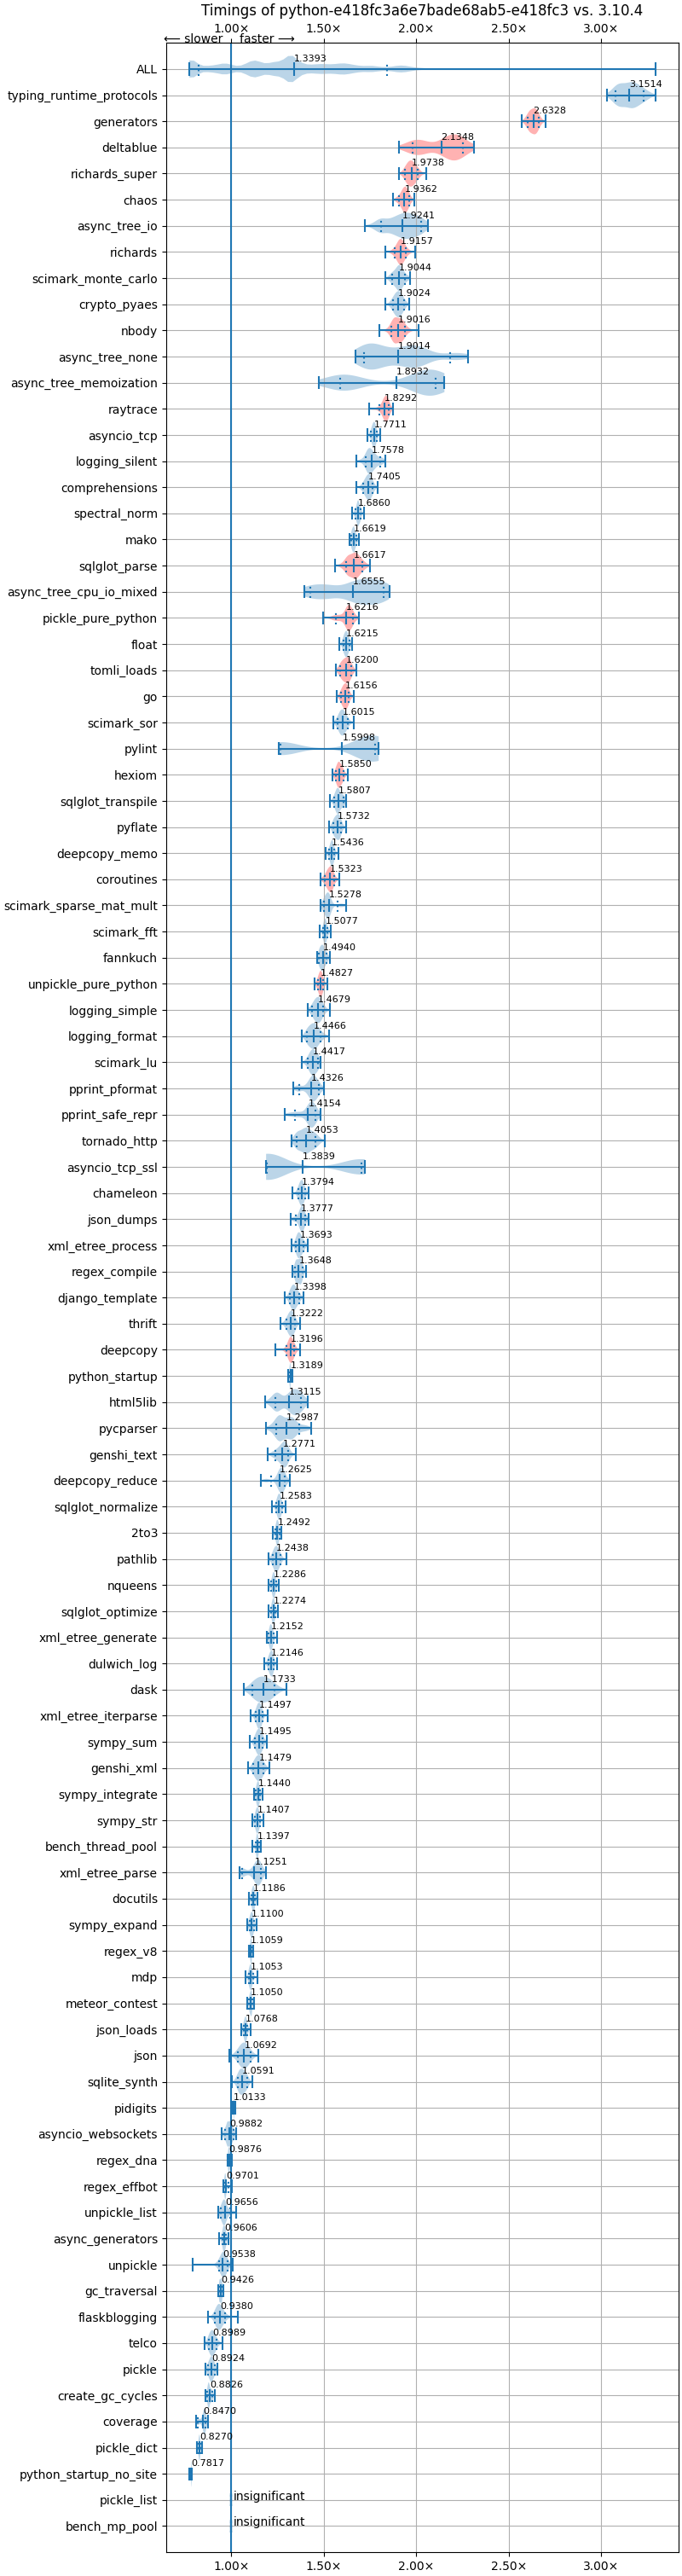 Timings of python-e418fc3a6e7bade68ab5-e418fc3 vs. 3.10.4
1.00× 1.50× 2.00× 2.50× 3.00×
⟵ slower faster ⟶
ALL 1.3393
typing_runtime_protocols 3.1514
generators 2.6328
deltablue 2.1348
richards_super 1.9738
chaos 1.9362
async_tree_io 1.9241
richards 1.9157
scimark_monte_carlo 1.9044
crypto_pyaes 1.9024
nbody 1.9016
async_tree_none 1.9014
async_tree_memoization 1.8932
raytrace 1.8292
asyncio_tcp 1.7711
logging_silent 1.7578
comprehensions 1.7405
spectral_norm 1.6860
mako 1.6619
sqlglot_parse 1.6617
async_tree_cpu_io_mixed 1.6555
pickle_pure_python 1.6216
float 1.6215
tomli_loads 1.6200
go 1.6156
scimark_sor 1.6015
pylint 1.5998
hexiom 1.5850
sqlglot_transpile 1.5807
pyflate 1.5732
deepcopy_memo 1.5436
coroutines 1.5323
scimark_sparse_mat_mult 1.5278
scimark_fft 1.5077
fannkuch 1.4940
unpickle_pure_python 1.4827
logging_simple 1.4679
logging_format 1.4466
scimark_lu 1.4417
pprint_pformat 1.4326
pprint_safe_repr 1.4154
tornado_http 1.4053
asyncio_tcp_ssl 1.3839
chameleon 1.3794
json_dumps 1.3777
xml_etree_process 1.3693
regex_compile 1.3648
django_template 1.3398
thrift 1.3222
deepcopy 1.3196
python_startup 1.3189
html5lib 1.3115
pycparser 1.2987
genshi_text 1.2771
deepcopy_reduce 1.2625
sqlglot_normalize 1.2583
2to3 1.2492
pathlib 1.2438
nqueens 1.2286
sqlglot_optimize 1.2274
xml_etree_generate 1.2152
dulwich_log 1.2146
dask 1.1733
xml_etree_iterparse 1.1497
sympy_sum 1.1495
genshi_xml 1.1479
sympy_integrate 1.1440
sympy_str 1.1407
bench_thread_pool 1.1397
xml_etree_parse 1.1251
docutils 1.1186
sympy_expand 1.1100
regex_v8 1.1059
mdp 1.1053
meteor_contest 1.1050
json_loads 1.0768
json 1.0692
sqlite_synth 1.0591
pidigits 1.0133
asyncio_websockets 0.9882
regex_dna 0.9876
regex_effbot 0.9701
unpickle_list 0.9656
async_generators 0.9606
unpickle 0.9538
gc_traversal 0.9426
flaskblogging 0.9380
telco 0.8989
pickle 0.8924
create_gc_cycles 0.8826
coverage 0.8470
pickle_dict 0.8270
python_startup_no_site 0.7817
pickle_list insignificant
bench_mp_pool insignificant
1.00× 1.50× 2.00× 2.50× 3.00×